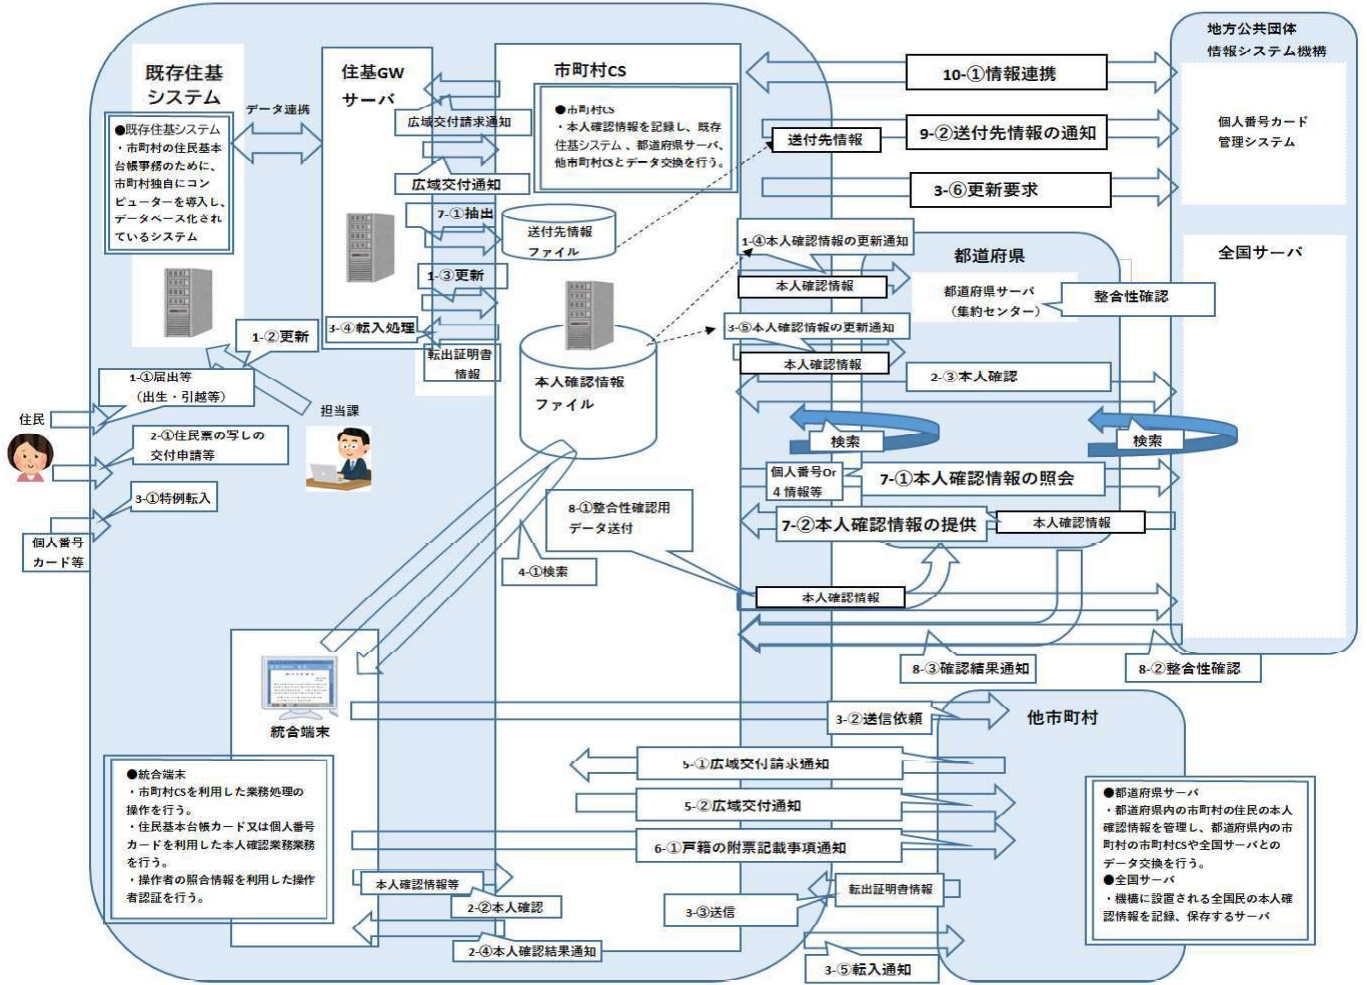 地方公共団体
情報システム機構
既存住基
システム
住基GW
サーバ
市町村CS
10-①情報連携
データ連携
●既存住基システム
・市町村の住民基本
台帳事務のために、
市町村独自にコン
ピューターを導入し、
データベース化され
ているシステム
広域交付請求通知
●市町村CS
・本人確認情報を記録し、既存
住基システム、都道府県サーバ、
他市町村CSとデータ交換を行う。
送付先情報
9-②送付先情報の通知
個人番号カード
管理システム
広域交付通知
3-⑥更新要求
7-①抽出
送付先情報
ファイル
1-④本人確認情報の更新通知
都道府県
全国サーバ
1-③更新
本人確認情報
都道府県サーバ
(集約センター)
整合性確認
1-②更新
3-④転入処理
3-⑤本人確認情報の更新通知
転出証明書
情報
本人確認情報
2-③本人確認
1-①届出等
(出生・引越等)
本人確認情報
ファイル
住民
担当課
2-①住民票の写しの
交付申請等
検索
検索
個人番号Or
4情報等
7-①本人確認情報の照会
3-①特例転入
8-①整合性確認用
データ送付
7-②本人確認情報の提供
本人確認情報
個人番号
カード等
4-①検索
本人確認情報
8-③確認結果通知
8-②整合性確認
統合端末
3-②送信依頼
他市町村
5-①広域交付請求通知
●統合端末
・市町村CSを利用した業務処理の
操作を行う。
・住民基本台帳カード又は個人番号
カードを利用した本人確認業務業務
を行う。
・操作者の照合情報を利用した操作
者認証を行う。
5-②広域交付通知
●都道府県サーバ
・都道府県内の市町村の住民の本人
確認情報を管理し、都道府県内の市
町村の市町村CSや全国サーバとの
データ交換を行う。
●全国サーバ
・機構に設置される全国民の本人確
認情報を記録、保存するサーバ
6-①戸籍の附票記載事項通知
本人確認情報等
転出証明書情報
2-②本人確認
3-③送信
2-④本人確認結果通知
3-⑤転入通知